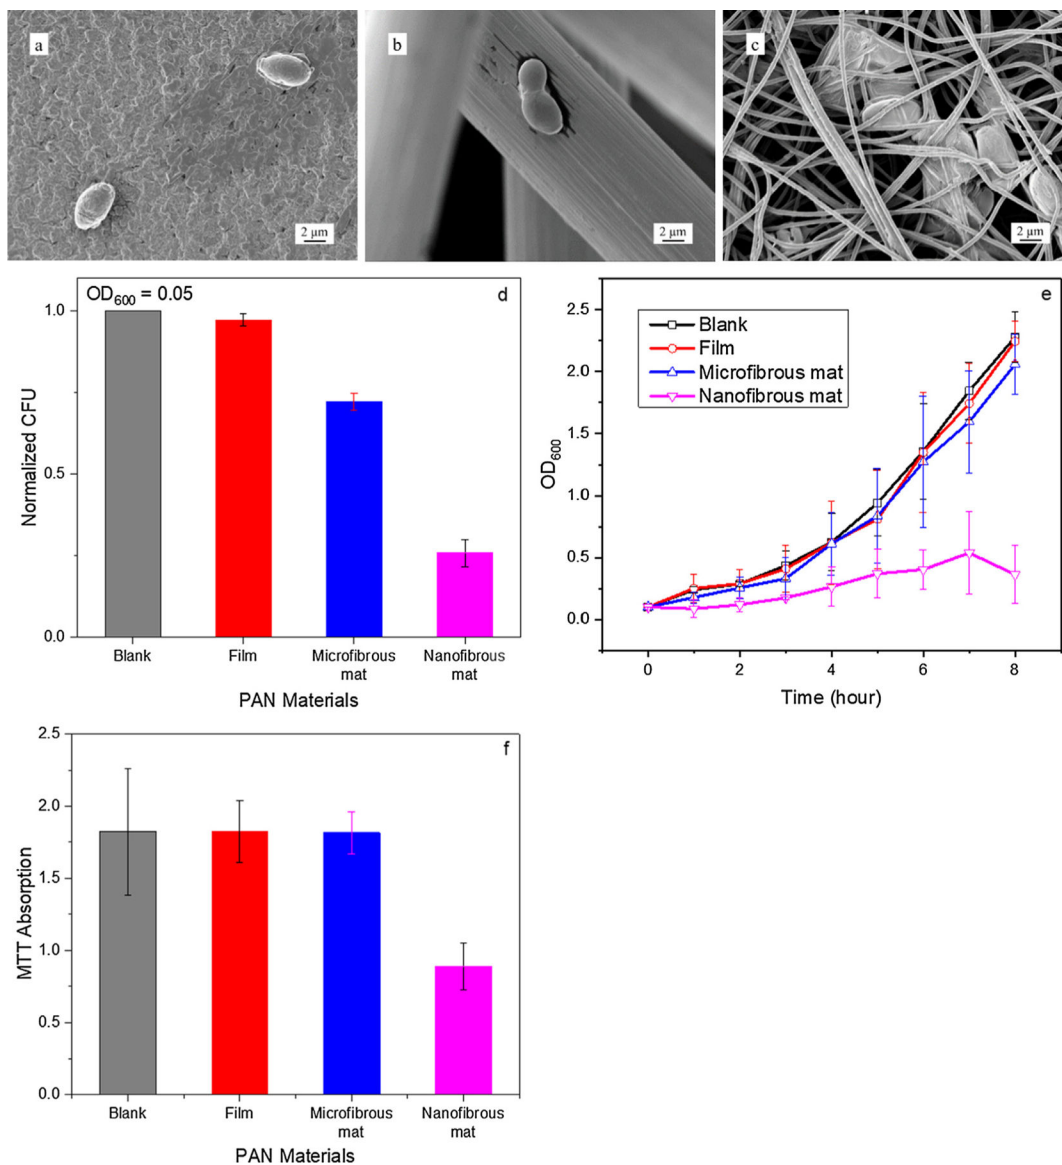 a
2 μm
b
2 μm
c
2 μm
OD600 = 0.05
d
Normalized CFU
1.0
0.5
0.0
Blank
Film
Microfibrous
mat
Nanofibrous
mat
PAN Materials
e
Blank
Film
Microfibrous mat
Nanofibrous mat
OD600
2.5
2.0
1.5
1.0
0.5
0.0
0
2
4
6
8
Time (hour)
f
MTT Absorption
2.5
2.0
1.5
1.0
0.5
0.0
Blank
Film
Microfibrous
mat
Nanofibrous
mat
PAN Materials